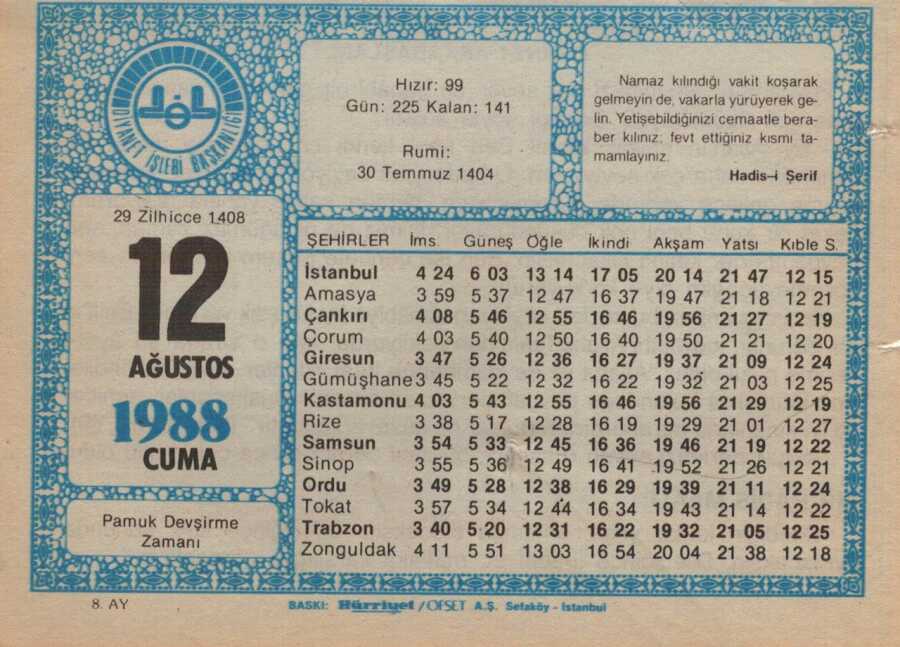 DİYANET İŞLERİ BAŞKANLIĞI
Hızır: 99
Gün: 225 Kalan: 141
Rumi:
30 Temmuz 1404
Namaz kılındığı vakit koşarak
gelmeyin de, vakarla yürüyerek ge-
lin. Yetişebildiğinizi cemaatle bera-
ber kılınız; fevt ettiğiniz kısmı ta-
mamlayınız.
Hadis-i Şerif
29 Zilhicce 1408
12
AĞUSTOS
1988
CUMA
Pamuk Devşirme
Zamanı
ŞEHİRLER İms. Güneş Öğle İkindi Akşam Yatsı Kıble S.
İstanbul 4 24 6 03 13 14 17 05 20 14 21 47 12 15
Amasya 3 59 5 37 12 47 16 37 19 47 21 18 12 21
Çankırı 4 08 5 46 12 55 16 46 19 56 21 27 12 19
Çorum 4 03 5 40 12 50 16 40 19 50 21 21 12 20
Giresun 3 47 5 26 12 36 16 27 19 37 21 09 12 24
Gümüşhane 3 45 5 22 12 32 16 22 19 32 21 03 12 25
Kastamonu 4 03 5 43 12 55 16 46 19 56 21 29 12 19
Rize 3 38 5 17 12 28 16 19 19 29 21 01 12 27
Samsun 3 54 5 33 12 45 16 36 19 46 21 19 12 22
Sinop 3 55 5 36 12 49 16 41 19 52 21 26 12 21
Ordu 3 49 5 28 12 38 16 29 19 39 21 11 12 24
Tokat 3 57 5 34 12 44 16 34 19 43 21 14 12 22
Trabzon 3 40 5 20 12 31 16 22 19 32 21 05 12 25
Zonguldak 4 11 5 51 13 03 16 54 20 04 21 38 12 18
8. AY
BASKI: Hürriyet / OFSET A.Ş. Sefaköy - İstanbul